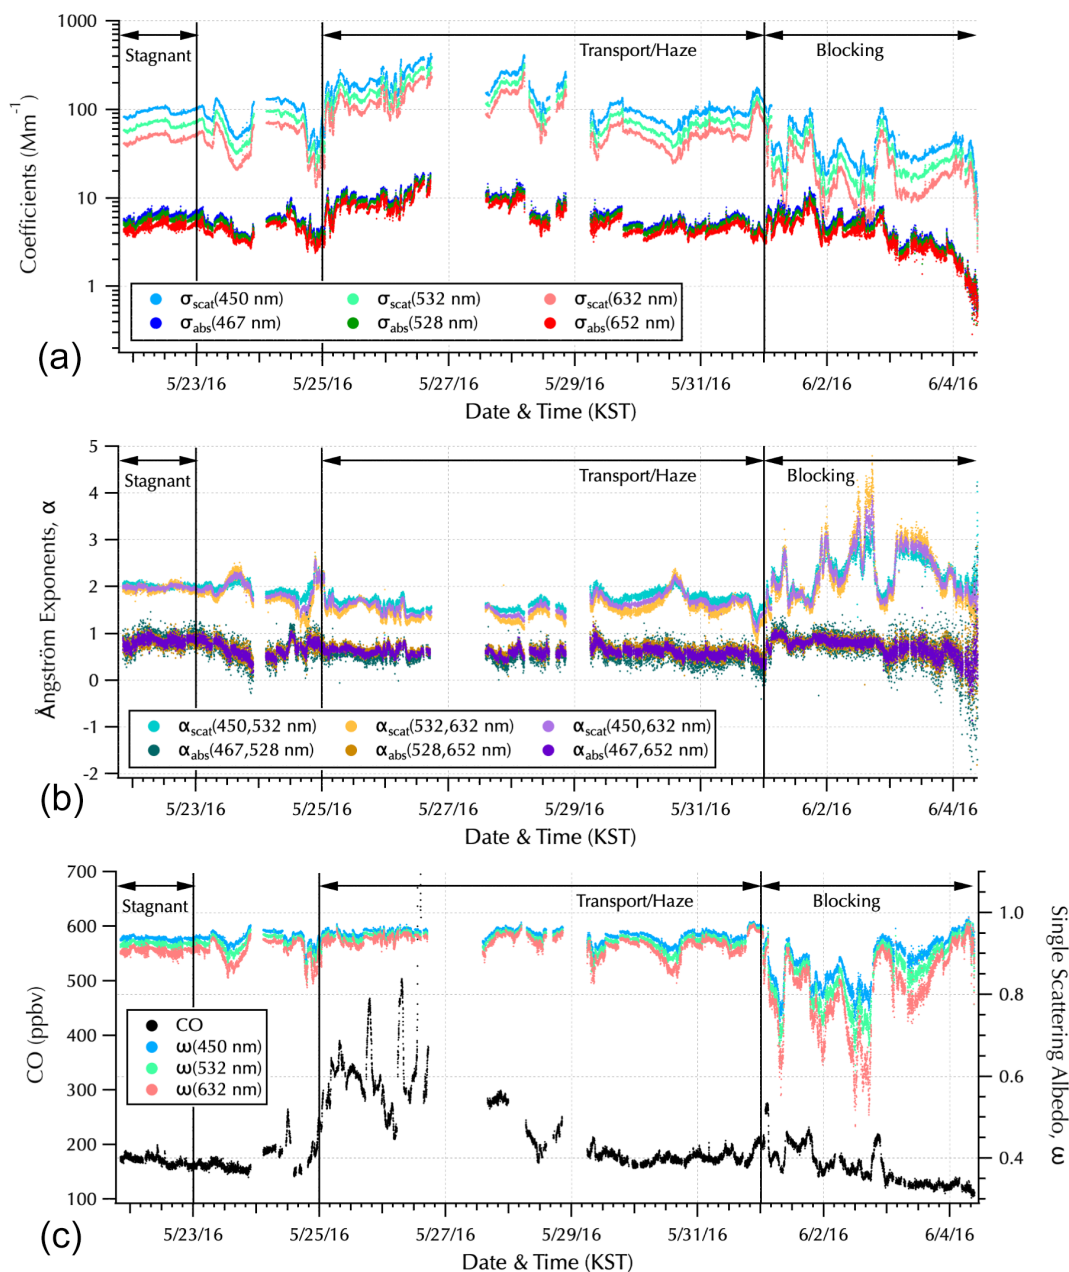 1000
100
10
1
Coefficients (Mm⁻¹)
Stagnant
Transport/Haze
Blocking
σscat(450 nm) σscat(532 nm) σscat(632 nm)
σabs(467 nm) σabs(528 nm) σabs(652 nm)
(a)
5/23/16 5/25/16 5/27/16 5/29/16 5/31/16 6/2/16 6/4/16
Date & Time (KST)
5
4
3
2
1
0
-1
-2
Ångström Exponents, α
Stagnant
Transport/Haze
Blocking
αscat(450,532 nm) αscat(532,632 nm) αscat(450,632 nm)
αabs(467,528 nm) αabs(528,652 nm) αabs(467,652 nm)
(b)
5/23/16 5/25/16 5/27/16 5/29/16 5/31/16 6/2/16 6/4/16
Date & Time (KST)
700
600
500
400
300
200
100
CO (ppbv)
Stagnant
Transport/Haze
Blocking
CO
ω(450 nm)
ω(532 nm)
ω(632 nm)
1.0
0.8
0.6
0.4
Single Scattering Albedo, ω
(c)
5/23/16 5/25/16 5/27/16 5/29/16 5/31/16 6/2/16 6/4/16
Date & Time (KST)